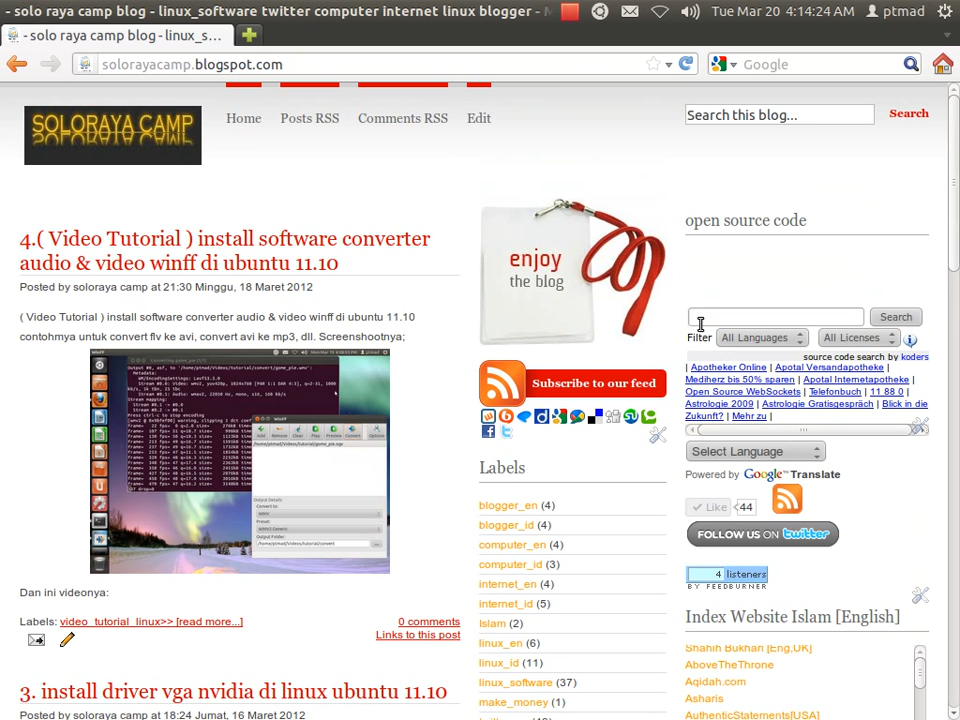 - solo raya camp blog - linux_software twitter computer internet linux blogger -
Tue Mar 20 4:14:24 AM
ptmad
- solo raya camp blog - linux_s...
solorayacamp.blogspot.com
Google
SOLORAYA CAMP
Home
Posts RSS
Comments RSS
Edit
Search this blog...
Search
4.( Video Tutorial ) install software converter
audio & video winff di ubuntu 11.10
Posted by soloraya camp at 21:30 Minggu, 18 Maret 2012
( Video Tutorial ) install software converter audio & video winff di ubuntu 11.10
contohmya untuk convert flv ke avi, convert avi ke mp3, dll. Screenshootnya;
WinFF
Dan ini videonya:
Labels: video_tutorial_linux>> [read more...]
0 comments
Links to this post
3. install driver vga nvidia di linux ubuntu 11.10
Posted by soloraya camp at 18:24 Jumat, 16 Maret 2012
enjoy
the blog
Subscribe to our feed
Labels
blogger_en (4)
blogger_id (4)
computer_en (4)
computer_id (3)
internet_en (4)
internet_id (5)
Islam (2)
linux_en (6)
linux_id (11)
linux_software (37)
make_money (1)
open source code
Search
Filter
All Languages
All Licenses
source code search by koders
| Apotheker Online | Apotal Versandapotheke |
Mediherz bis 50% sparen | Apotal Internetapotheke |
Open Source WebSockets | Telefonbuch | 11 88 0 |
Astrologie 2009 | Astrologie Gratisgespräch | Blick in die
Zukunft? | Mehr zu |
Select Language
Powered by Google™ Translate
Like
44
FOLLOW US ON twitter
4 listeners
BY FEEDBURNER
Index Website Islam [English]
Shahih Bukhari [Eng,UK]
AboveTheThrone
Aqidah.com
Asharis
AuthenticStatements[USA]